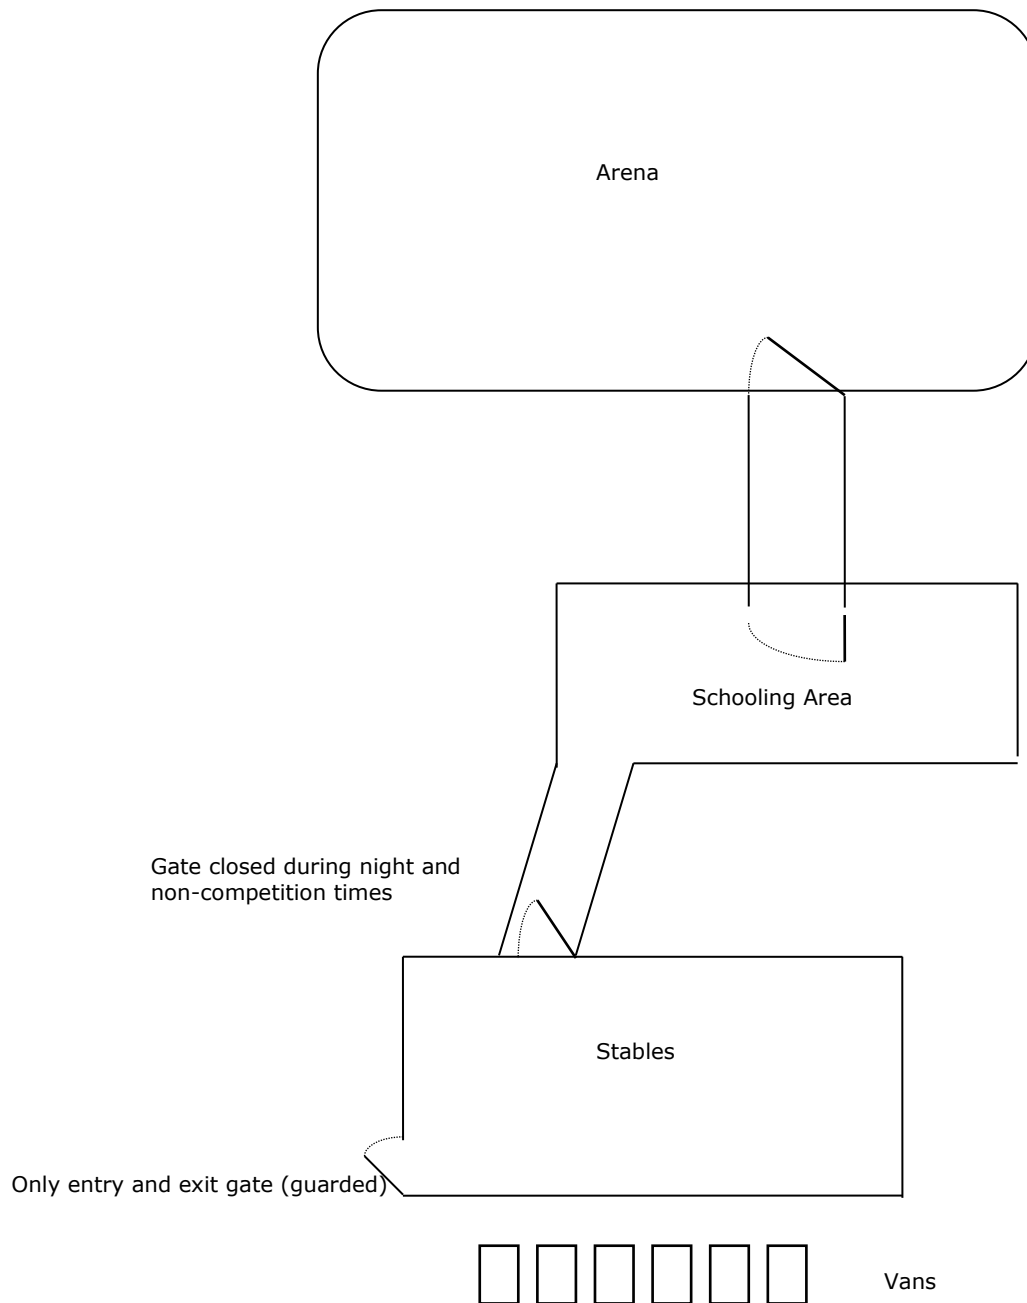 Arena
Schooling Area
Gate closed during night and
non-competition times
Stables
Only entry and exit gate (guarded)
Vans